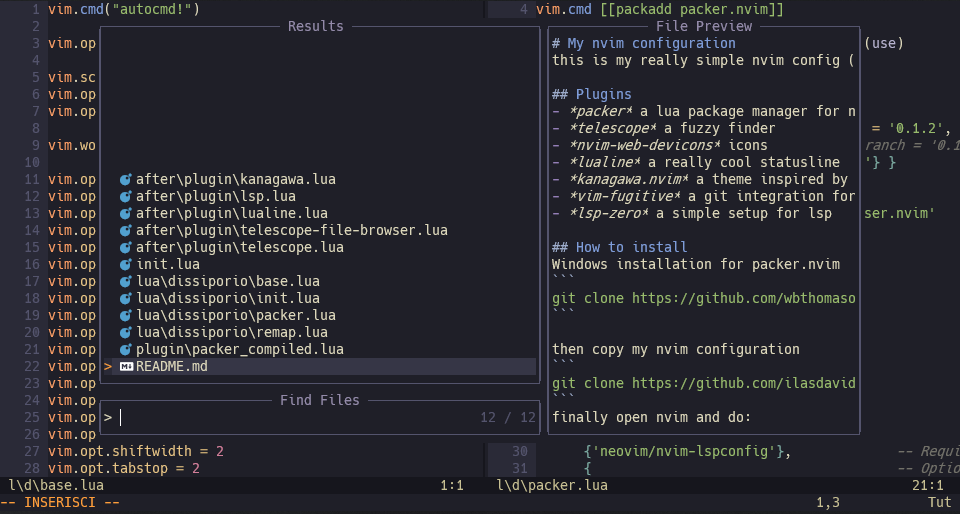 1 vim.cmd("autocmd!")
2
3 vim.op
4
5 vim.sc
6 vim.op
7 vim.op
8
9 vim.wo
10
11 vim.op
12 vim.op
13 vim.op
14 vim.op
15 vim.op
16 vim.op
17 vim.op
18 vim.op
19 vim.op
20 vim.op
21 vim.op
22 vim.op
23 vim.op
24 vim.op
25 vim.op
26 vim.op
27 vim.opt.shiftwidth = 2
28 vim.opt.tabstop = 2
Results
after\plugin\kanagawa.lua
after\plugin\lsp.lua
after\plugin\lualine.lua
after\plugin\telescope-file-browser.lua
after\plugin\telescope.lua
init.lua
lua\dissiporio\base.lua
lua\dissiporio\init.lua
lua\dissiporio\packer.lua
lua\dissiporio\remap.lua
plugin\packer_compiled.lua
> README.md
Find Files
> 12 / 12
4 vim.cmd [[packadd packer.nvim]]
File Preview
# My nvim configuration
this is my really simple nvim config (
## Plugins
- *packer* a lua package manager for n
- *telescope* a fuzzy finder
- *nvim-web-devicons* icons
- *lualine* a really cool statusline
- *kanagawa.nvim* a theme inspired by
- *vim-fugitive* a git integration for
- *lsp-zero* a simple setup for lsp
## How to install
Windows installation for packer.nvim
```
git clone https://github.com/wbthomaso
```
then copy my nvim configuration
```
git clone https://github.com/ilasdavid
```
finally open nvim and do:
(use)
= '0.1.2',
ranch = '0.1
'} }
ser.nvim'
30 {'neovim/nvim-lspconfig'}, -- Requi
31 { -- Optio
l\d\base.lua 1:1
l\d\packer.lua 21:1
-- INSERISCI -- 1,3 Tut